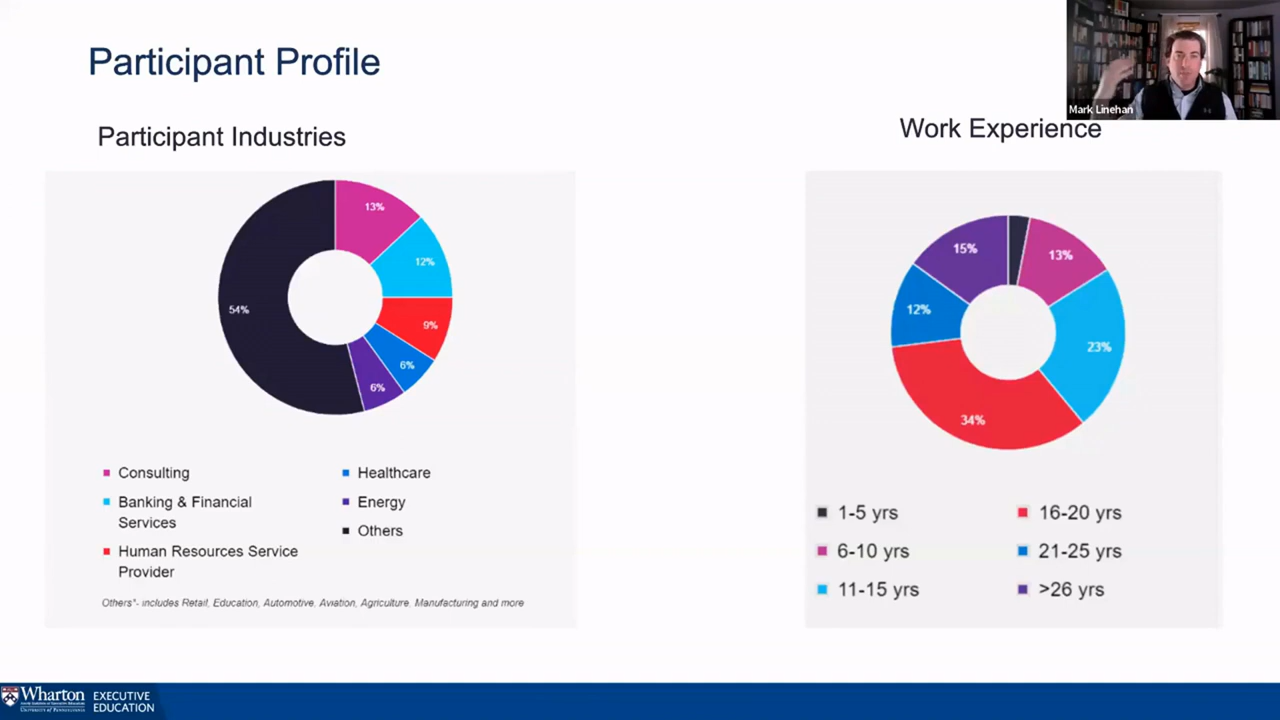 Participant Profile
Mark Linehan
Participant Industries
Work Experience
13%
12%
9%
6%
6%
54%
13%
23%
34%
12%
15%
Consulting
Banking & Financial
Services
Human Resources Service
Provider
Healthcare
Energy
Others
Others*- includes Retail, Education, Automotive, Aviation, Agriculture, Manufacturing and more
1-5 yrs
6-10 yrs
11-15 yrs
16-20 yrs
21-25 yrs
>26 yrs
Wharton
UNIVERSITY of PENNSYLVANIA
EXECUTIVE
EDUCATION